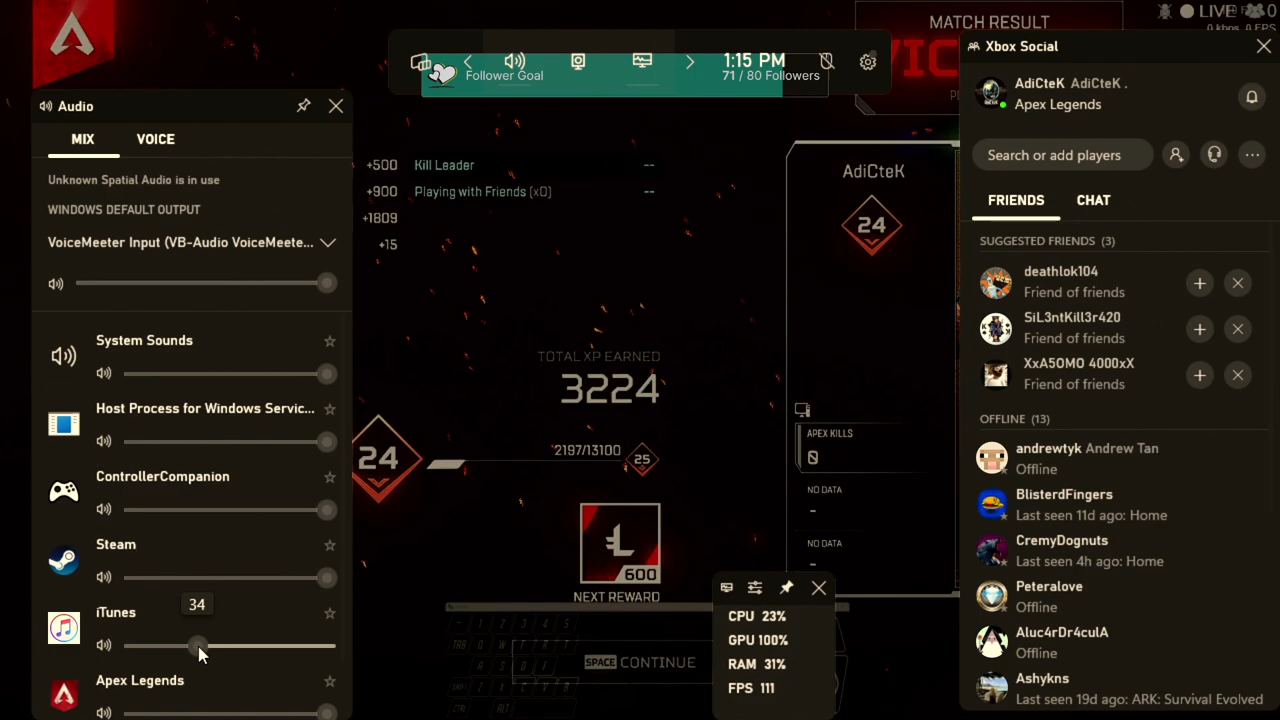 MATCH RESULT
VIC
LIVE
0
0 kbps, 0 FPS
1:15 PM
Follower Goal
71 / 80 Followers
Audio
MIX
VOICE
Unknown Spatial Audio is in use
WINDOWS DEFAULT OUTPUT
VoiceMeeter Input (VB-Audio VoiceMeete...
System Sounds
Host Process for Windows Servic...
ControllerCompanion
Steam
34
iTunes
Apex Legends
+500 Kill Leader --
+900 Playing with Friends (x0) --
+1809
+15
TOTAL XP EARNED
3224
24
2197/13100
25
600
NEXT REWARD
SPACE CONTINUE
AdiCteK
24
APEX KILLS
0
NO DATA
-
NO DATA
-
CPU 23%
GPU 100%
RAM 31%
FPS 111
Xbox Social
AdiCteK AdiCteK .
Apex Legends
Search or add players
FRIENDS
CHAT
SUGGESTED FRIENDS (3)
deathlok104
Friend of friends
SiL3ntKill3r420
Friend of friends
XxA5OMO 4000xX
Friend of friends
OFFLINE (13)
andrewtyk Andrew Tan
Offline
BlisterdFingers
Last seen 11d ago: Home
CremyDognuts
Last seen 4h ago: Home
Peteralove
Offline
Aluc4rDr4culA
Offline
Ashykns
Last seen 19d ago: ARK: Survival Evolved